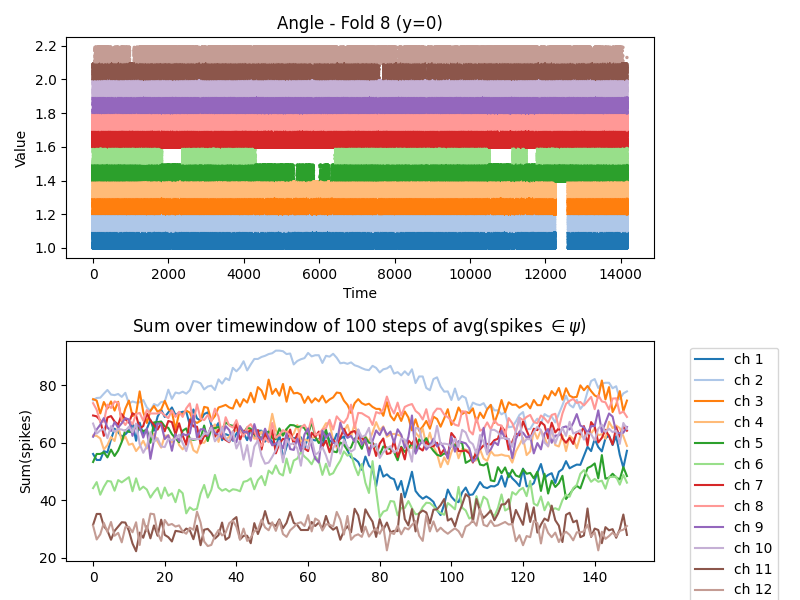 Angle - Fold 8 (y=0)
Value
2.2
2.0
1.8
1.6
1.4
1.2
1.0
0 2000 4000 6000 8000 10000 12000 14000
Time
Sum over timewindow of 100 steps of avg(spikes ∈ψ)
Sum(spikes)
80
60
40
20
0 20 40 60 80 100 120 140
ch 1
ch 2
ch 3
ch 4
ch 5
ch 6
ch 7
ch 8
ch 9
ch 10
ch 11
ch 12